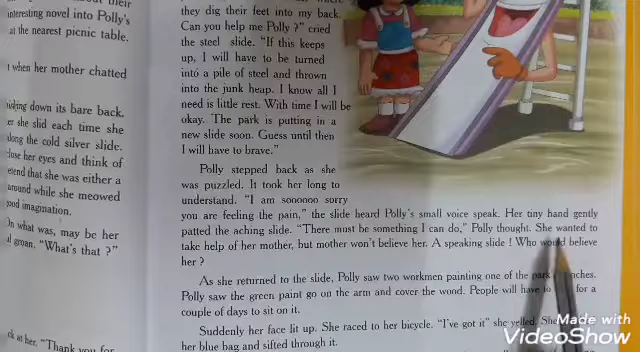 interesting novel into Polly's
at the nearest picnic table.
when her mother chatted
down its bare back.
she slid each time she
along the cold silver slide.
close her eyes and think of
that she was either a
around while she meowed
good imagination.
On what was, may be her
groan. "What's that ?"
at her. "Thank you for
they dig their feet into my back.
Can you help me Polly ?" cried
the steel slide. "If this keeps
up, I will have to be turned
into a pile of steel and thrown
into the junk heap. I know all I
need is little rest. With time I will be
okay. The park is putting in a
new slide soon. Guess until then
I will have to brave."
Polly stepped back as she
was puzzled. It took her long to
understand. "I am soooooo sorry
you are feeling the pain," the slide heard Polly's small voice speak. Her tiny hand gently
patted the aching slide. "There must be something I can do," Polly thought. She wanted to
take help of her mother, but mother won't believe her. A speaking slide ! Who would believe
her ?
As she returned to the slide, Polly saw two workmen painting one of the park
Polly saw the green paint go on the arm and cover the wood. People will have to for a
couple of days to sit on it.
Suddenly her face lit up. She raced to her bicycle. "I've got it" she yelled. She
her blue bag and sifted through it.
Made with
VideoShow